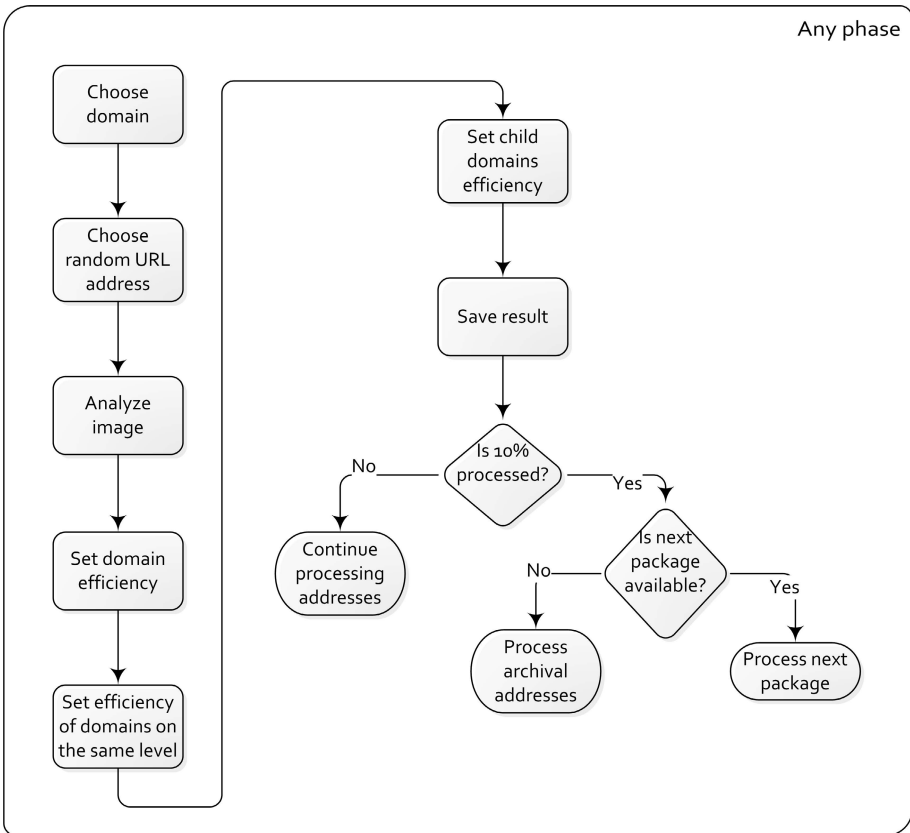 Any phase
Choose
domain
Choose
random URL
address
Analyze
image
Set domain
efficiency
Set efficiency
of domains on
the same level
Set child
domains
efficiency
Save result
Is 10%
processed?
No
Yes
Continue
processing
addresses
Is next
package
available?
No
Yes
Process
archival
addresses
Process next
package